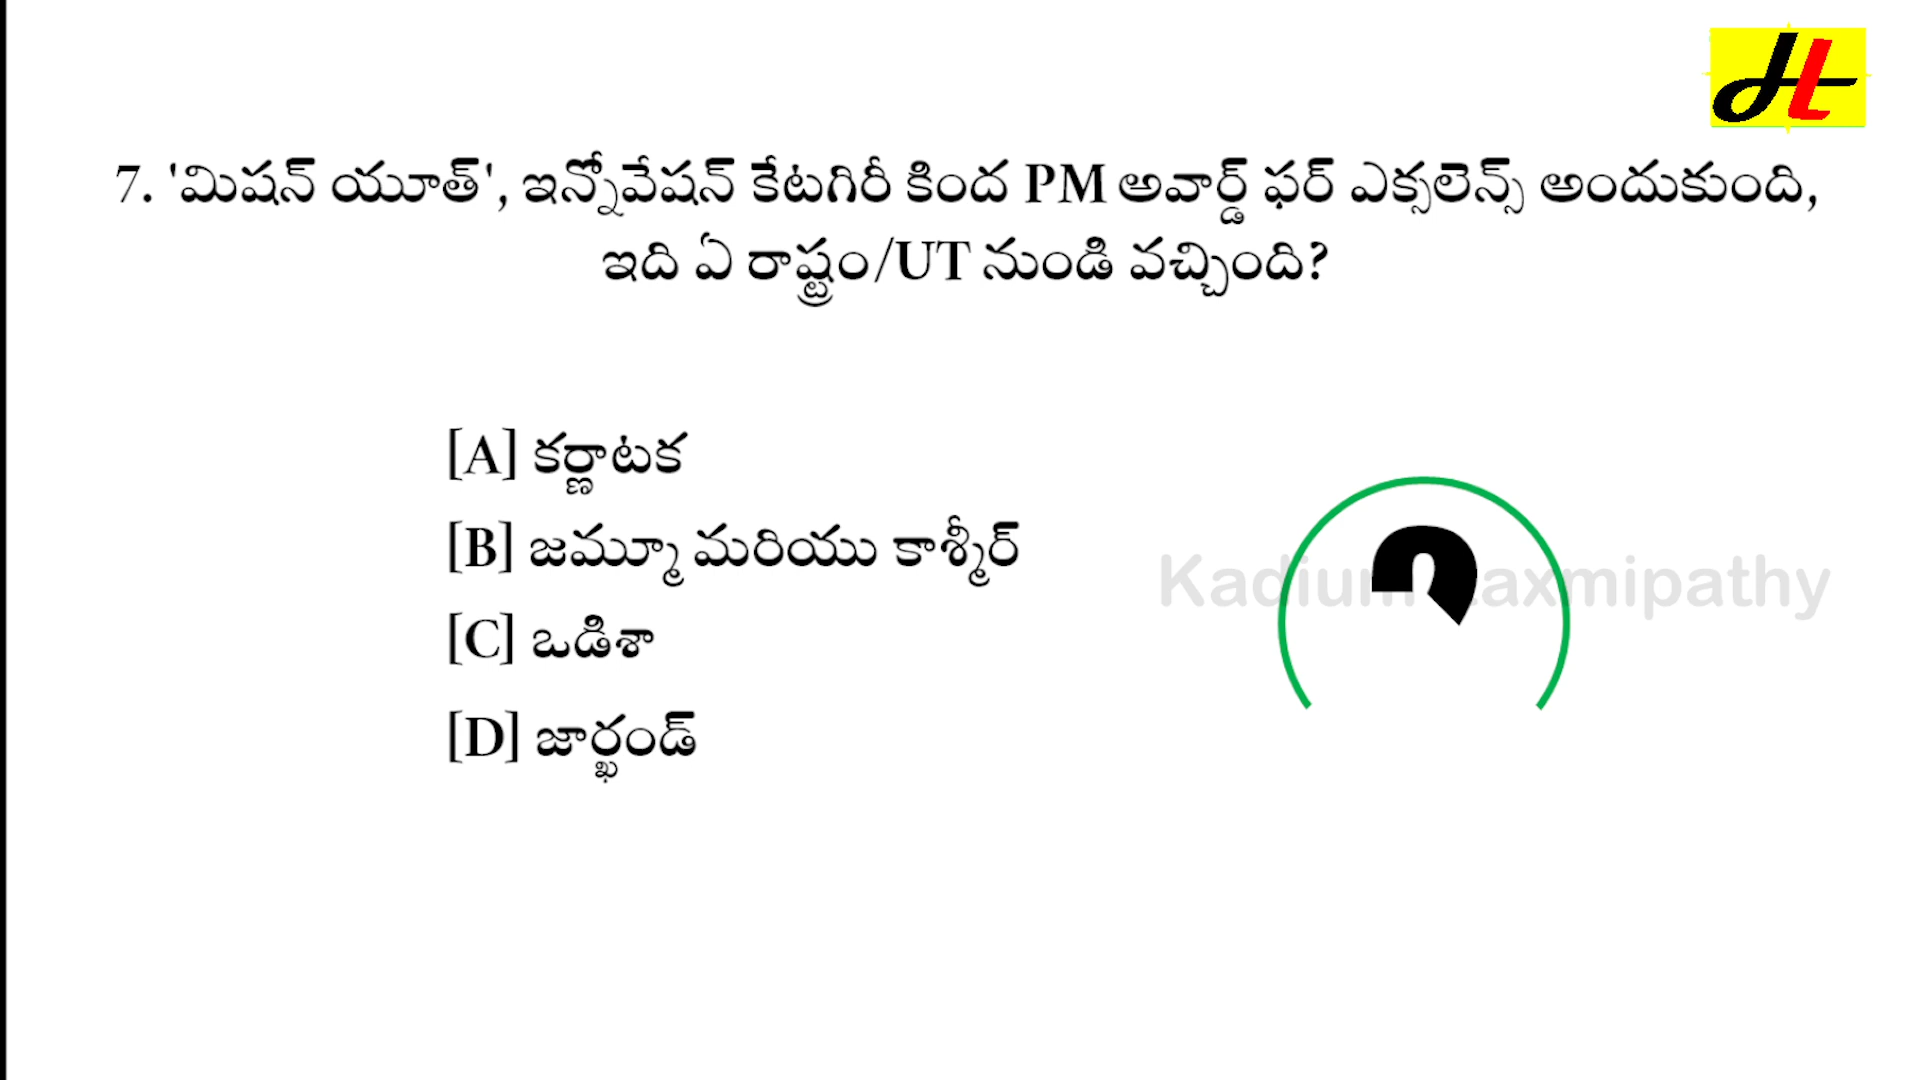 7. 'మిషన్ యూత్', ఇన్నోవేషన్ కేటగిరీ కింద PM అవార్డ్ ఫర్ ఎక్సలెన్స్ అందుకుంది,
ఇది ఏ రాష్ట్రం/UT నుండి వచ్చింది?
[A] కర్ణాటక
[B] జమ్మూ మరియు కాశ్మీర్
[C] ఒడిశా
[D] జార్ఖండ్